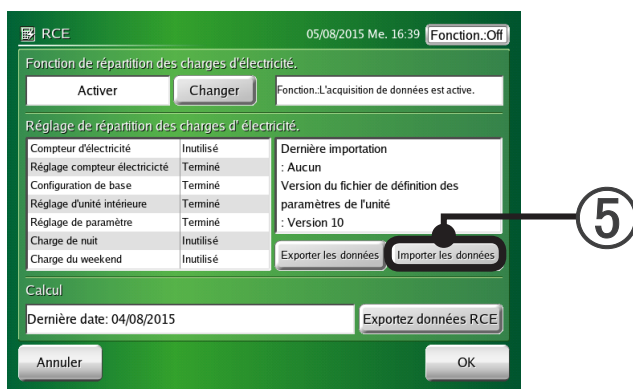 RCE
05/08/2015 Me. 16:39 Fonction.:Off
Fonction de répartition des charges d'électricité.
Activer Changer Fonction.:L'acquisition de données est active.
Réglage de répartition des charges d' électricité.
Compteur d'électricité Inutilisé
Réglage compteur électricicté Terminé
Configuration de base Terminé
Réglage d'unité intérieure Terminé
Réglage de paramètre Terminé
Charge de nuit Inutilisé
Charge du weekend Inutilisé
Dernière importation
: Aucun
Version du fichier de définition des
paramètres de l'unité
: Version 10
Exporter les données Importer les données
5
Calcul
Dernière date: 04/08/2015 Exportez données RCE
Annuler OK